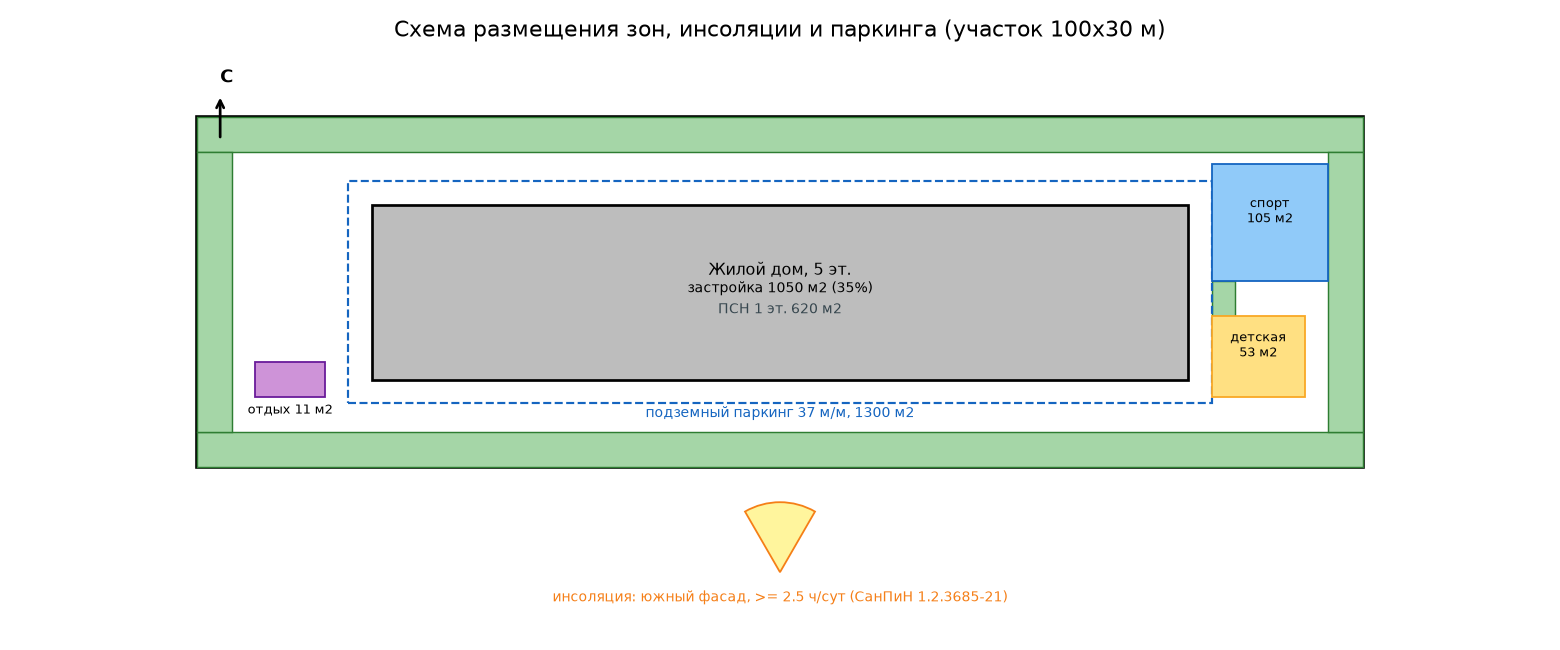 Схема размещения зон, инсоляции и паркинга (участок 100x30 м)
С
спорт
105 м2
Жилой дом, 5 эт.
застройка 1050 м2 (35%)
ПСН 1 эт. 620 м2
детская
53 м2
отдых 11 м2
подземный паркинг 37 м/м, 1300 м2
инсоляция: южный фасад, >= 2.5 ч/сут (СанПиН 1.2.3685-21)